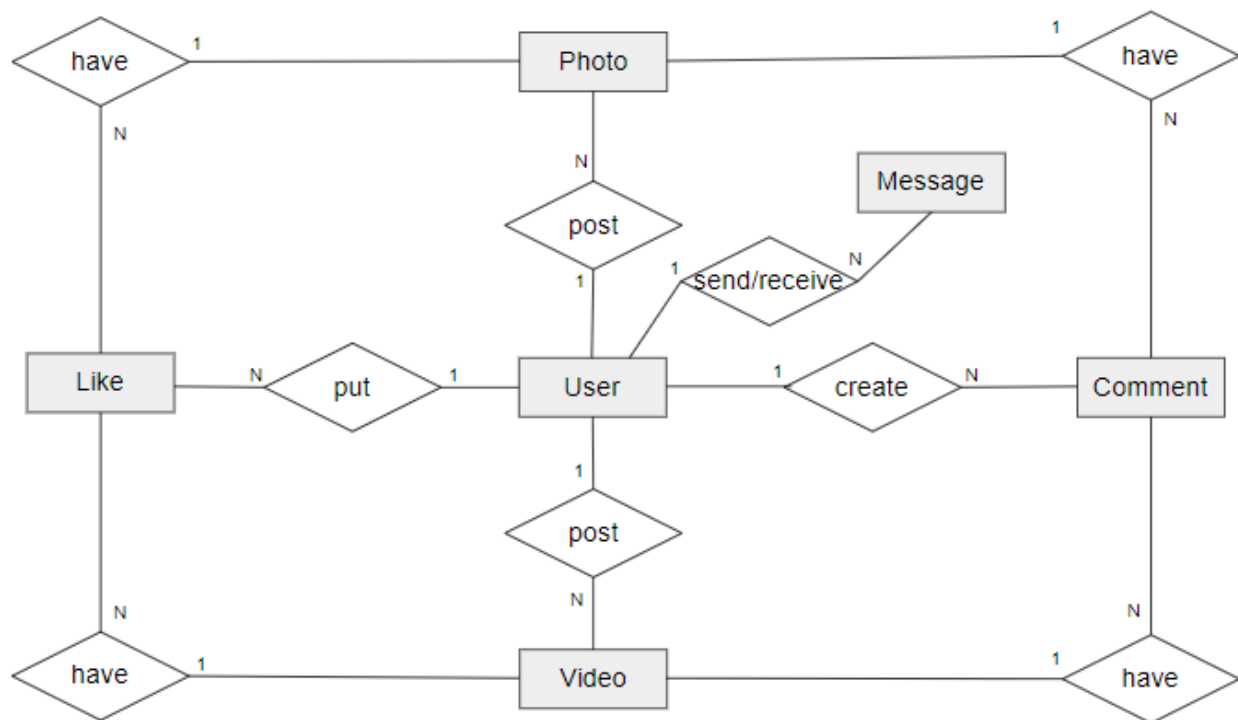 have
1
Photo
1
have
N
N
N
Message
post
1
1
send/receive
N
Like
N
put
1
User
1
create
N
Comment
1
post
N
N
N
have
1
Video
1
have